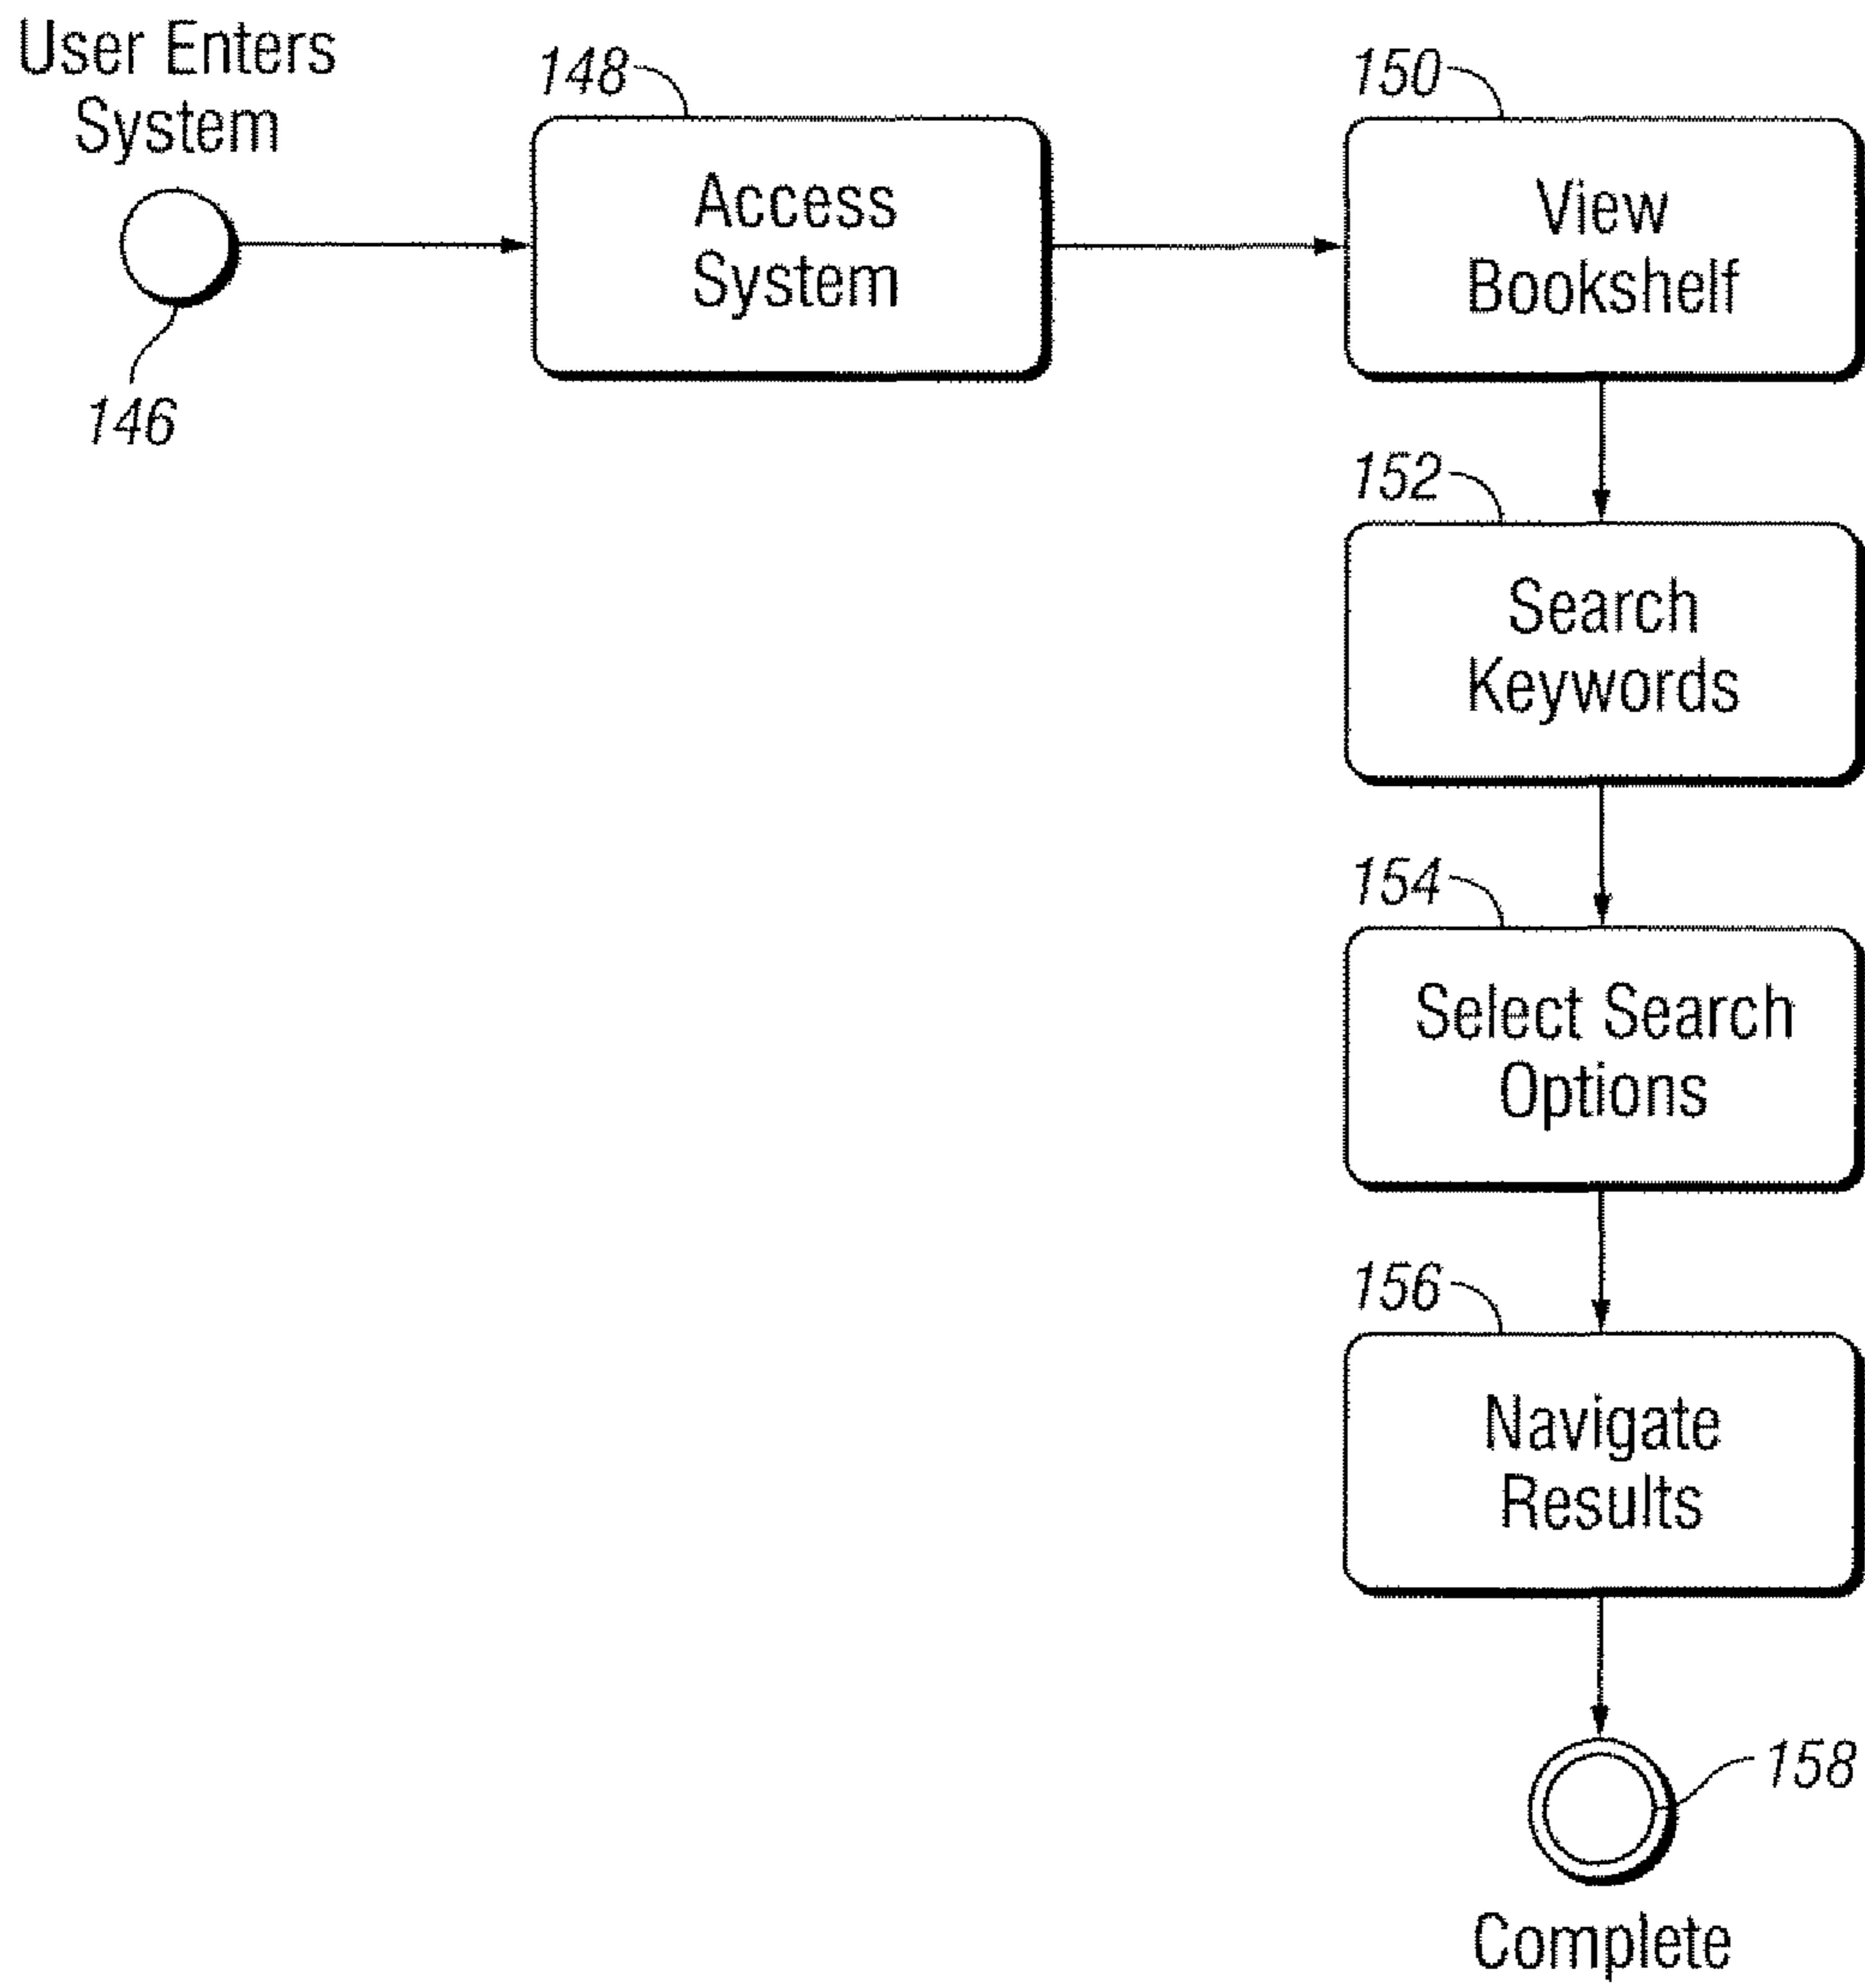 User Enters
System
146
148
Access
System
150
View
Bookshelf
152
Search
Keywords
154
Select Search
Options
156
Navigate
Results
158
Complete